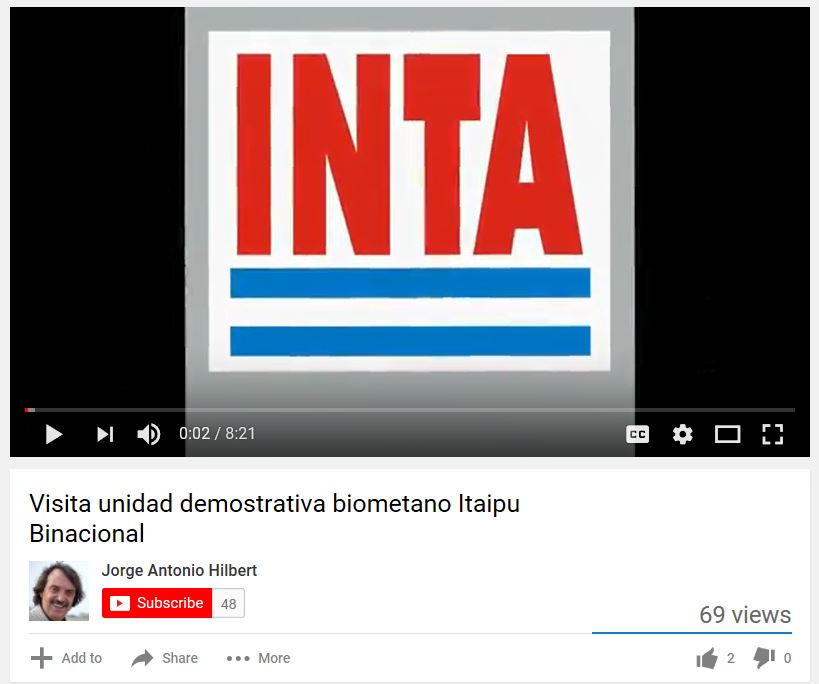 INTA
0:02 / 8:21
CC
Visita unidad demostrativa biometano Itaipu
Binacional
Jorge Antonio Hilbert
Subscribe 48
69 views
Add to Share More 2 0